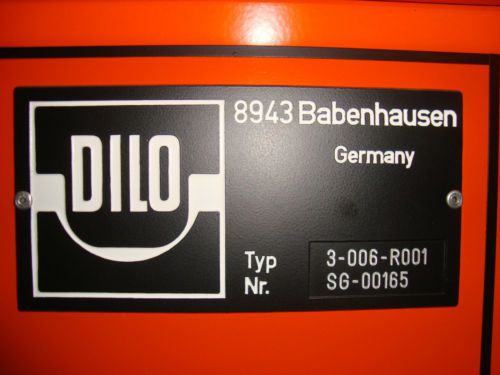 DILO
8943 Babenhausen
Germany
Typ 3-006-R001
Nr. SG-00165